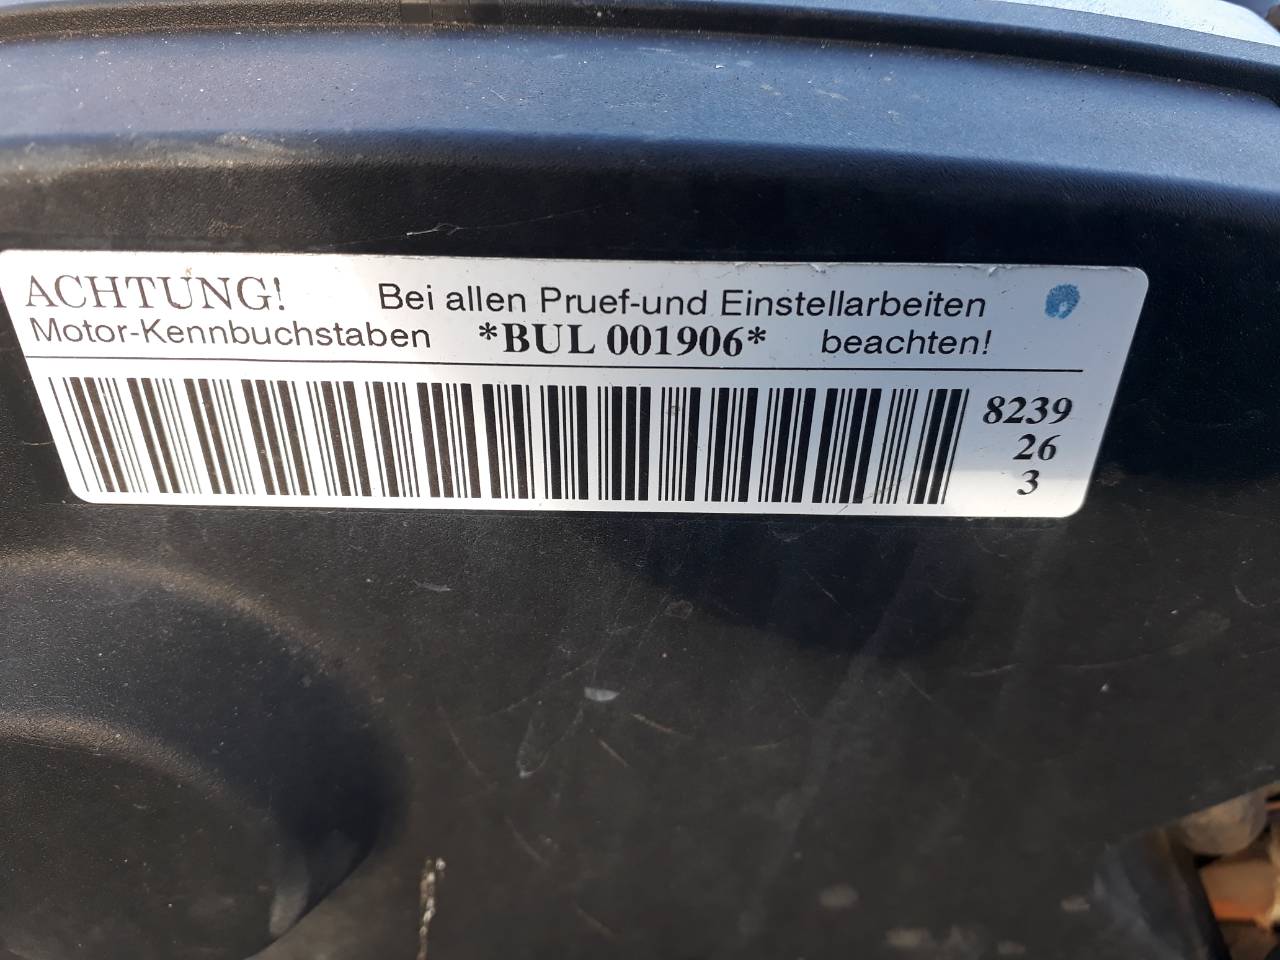 ACHTUNG! Bei allen Pruef-und Einstellarbeiten
Motor-Kennbuchstaben *BUL 001906* beachten!
8239
26
3